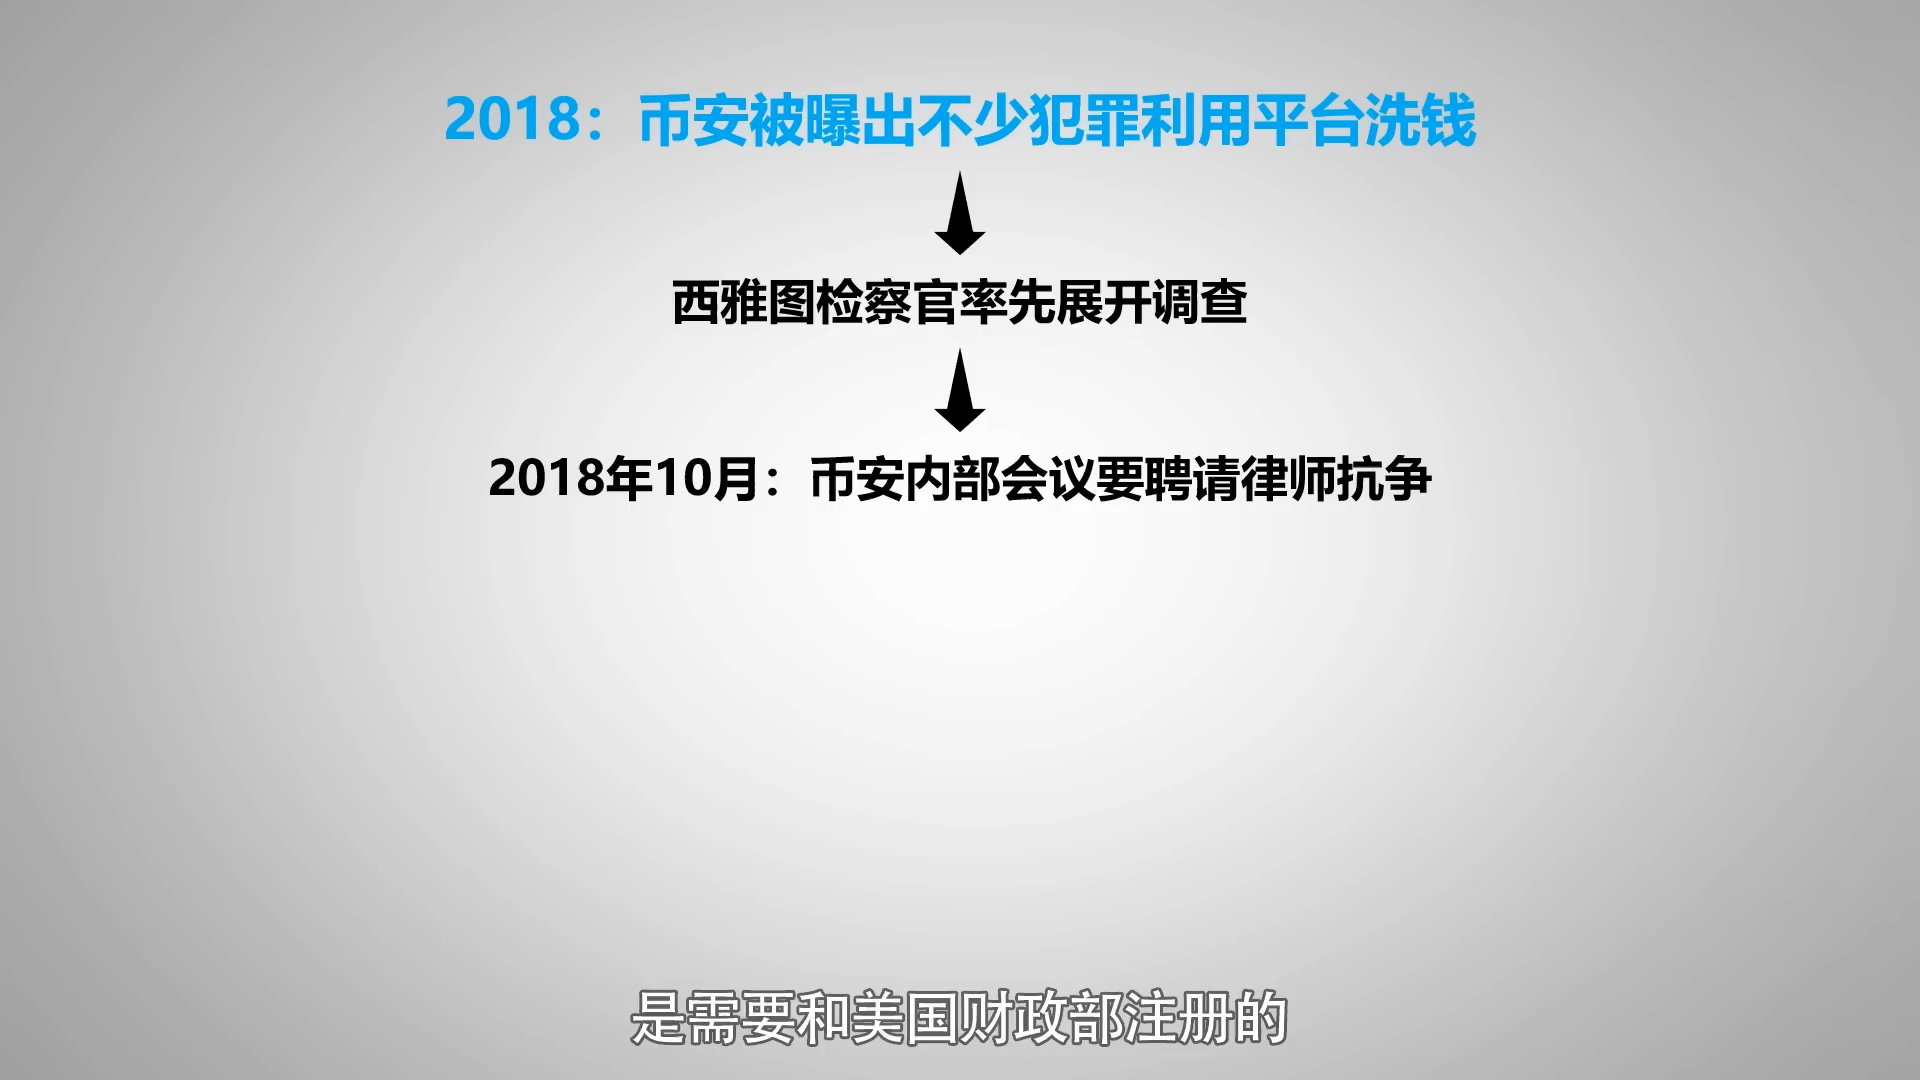 2018：币安被曝出不少犯罪利用平台洗钱
西雅图检察官率先展开调查
2018年10月：币安内部会议要聘请律师抗争
是需要和美国财政部注册的